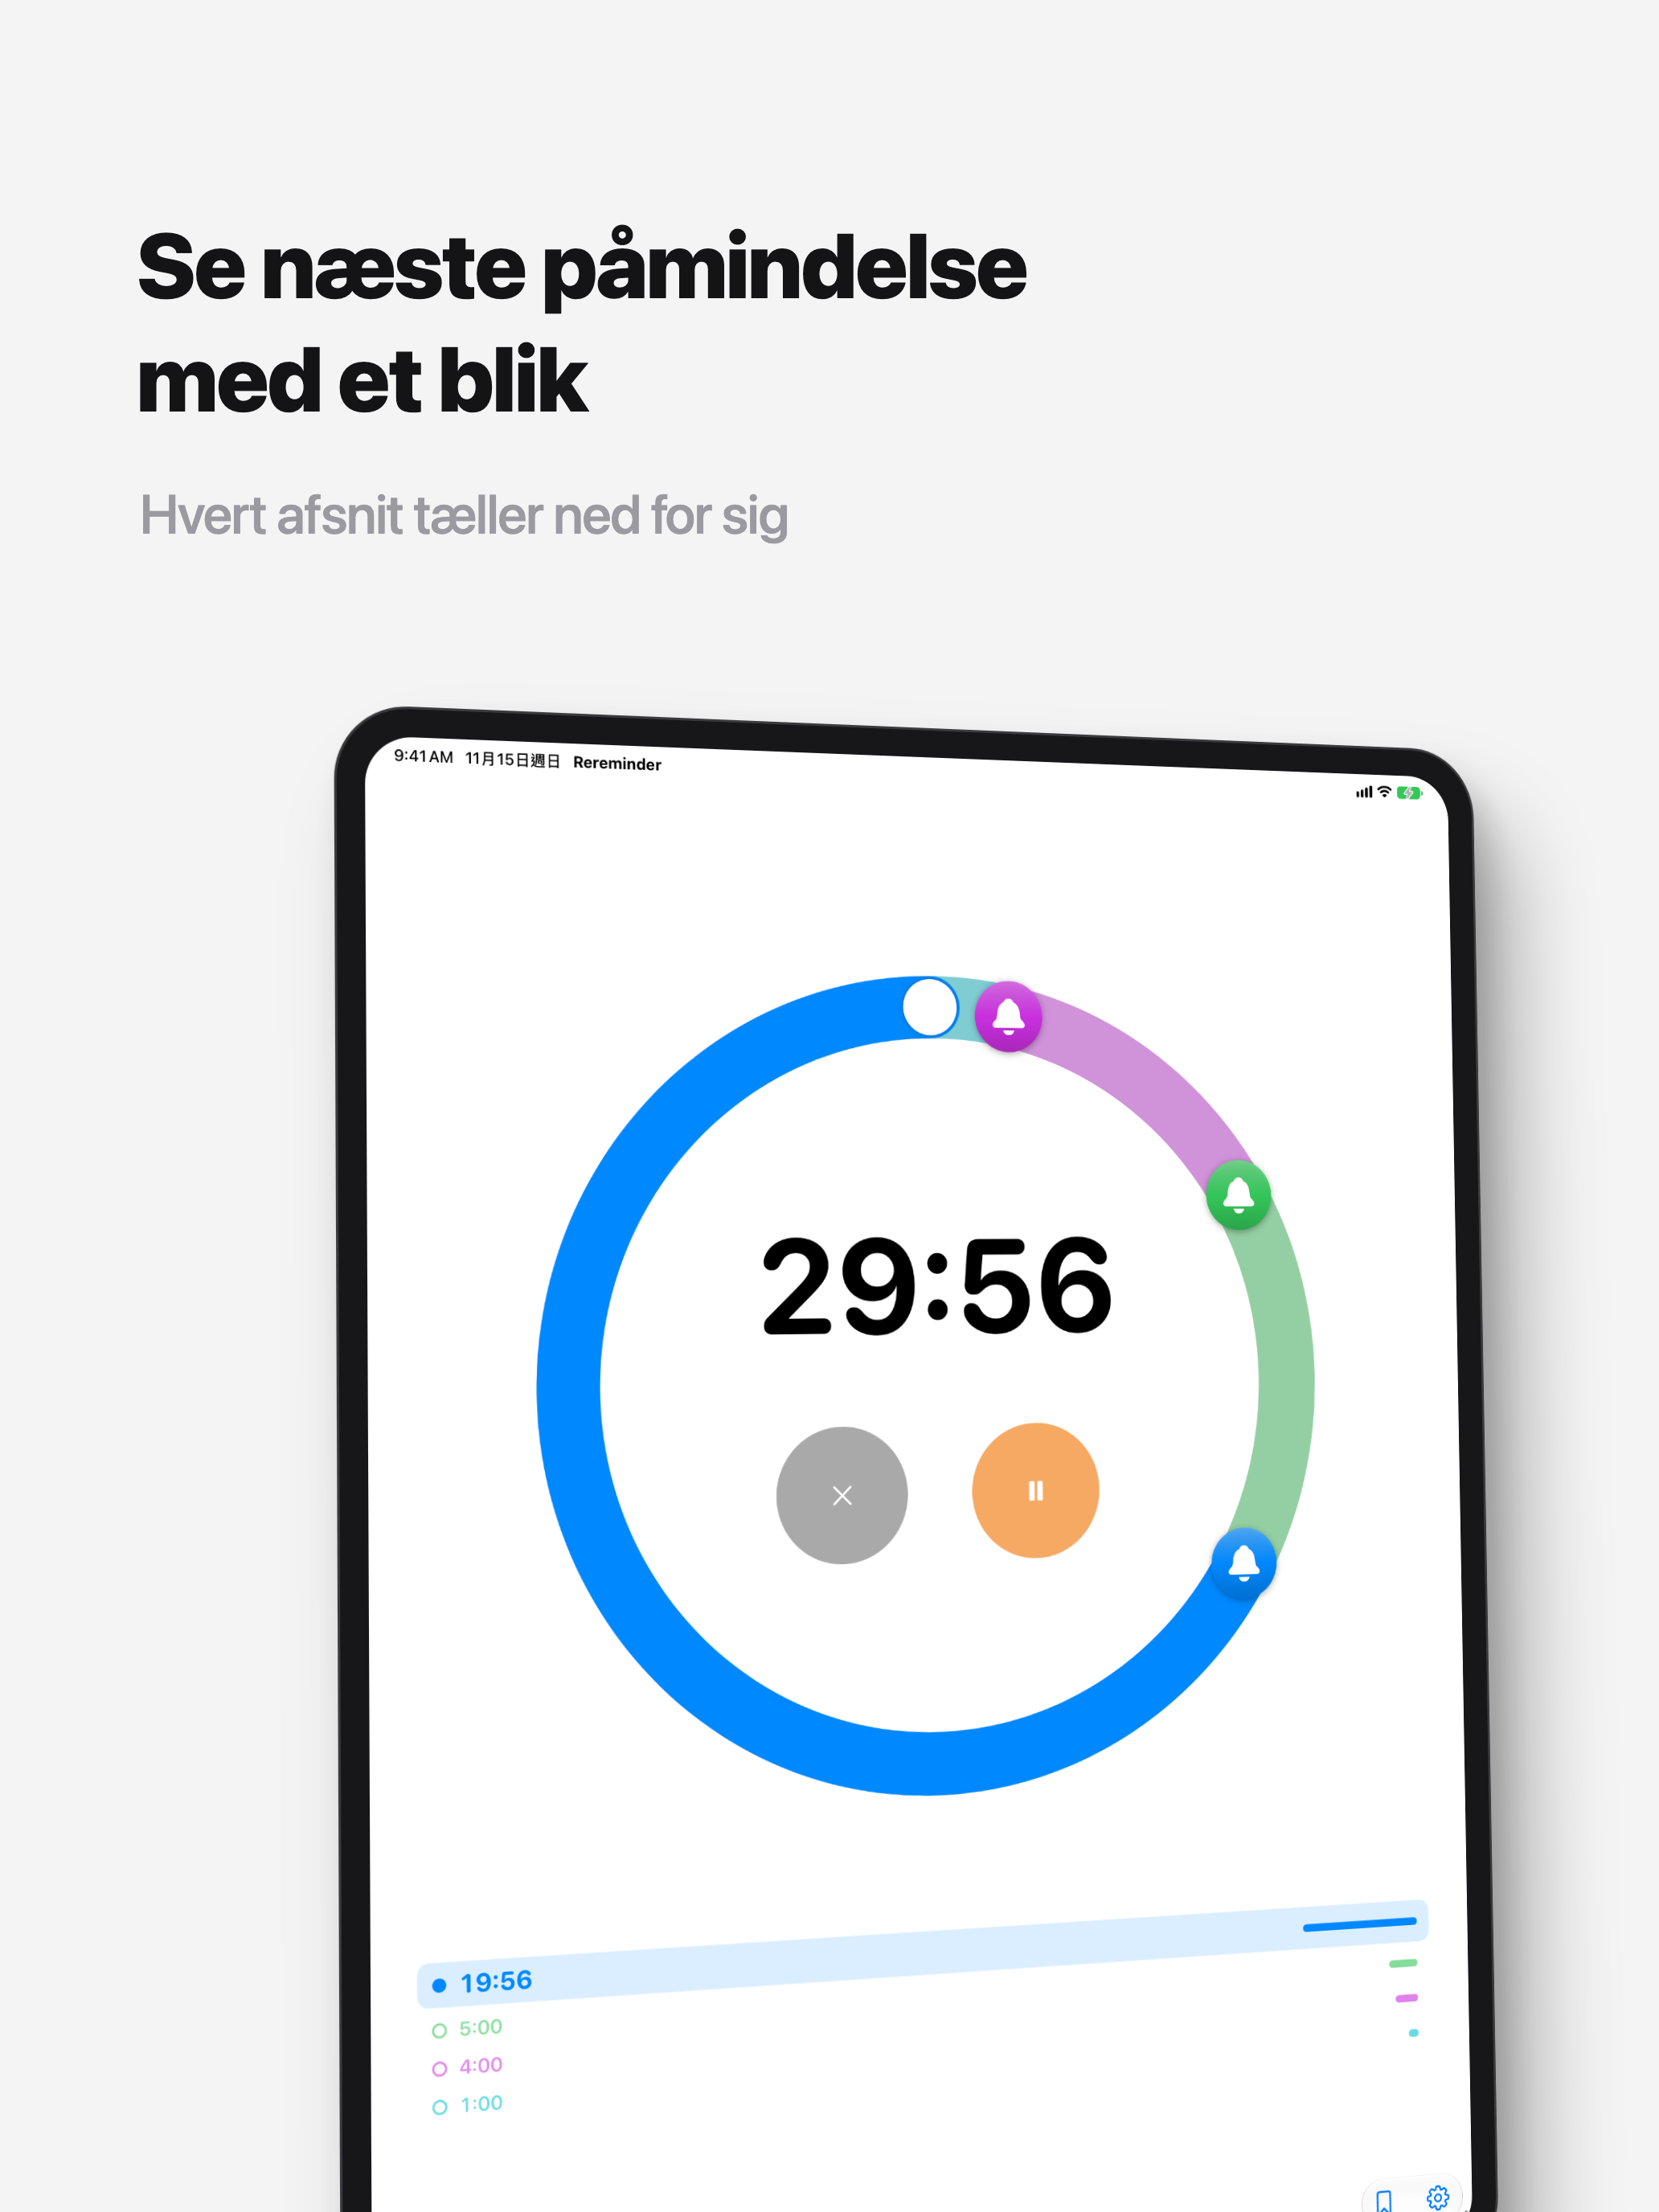 Se næste påmindelse
med et blik
Hvert afsnit tæller ned for sig
9:41 AM 11月15日週日 Rereminder
29:56
19:56
5:00
4:00
1:00